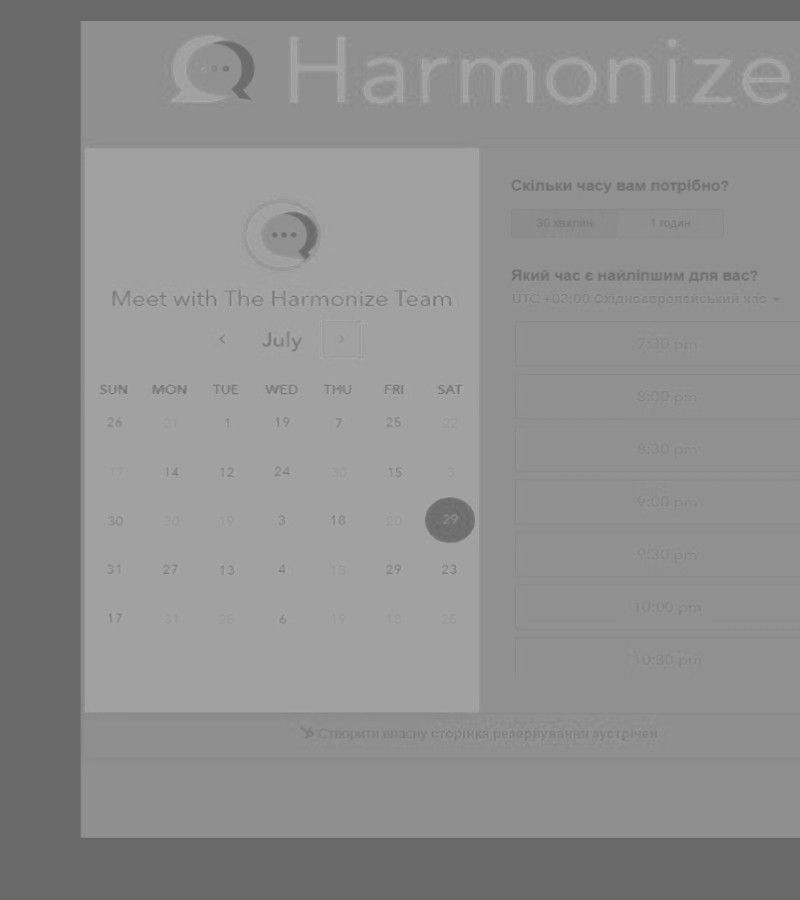 Harmonize
Meet with The Harmonize Team
July
SUN MON TUE WED THU FRI SAT
26 21 1 19 7 25 22
17 14 12 24 30 15 3
30 30 19 3 18 20 29
31 27 13 4 18 29 23
17 31 28 6 19 18 25
Скільки часу вам потрібно?
30 хвилин 1 годин
Який час є найліпшим для вас?
UTC +03:00 Східноєвропейський час
7:30 pm
8:00 pm
8:30 pm
9:00 pm
9:30 pm
10:00 pm
10:30 pm
Створити власну сторінка резервування зустрічей